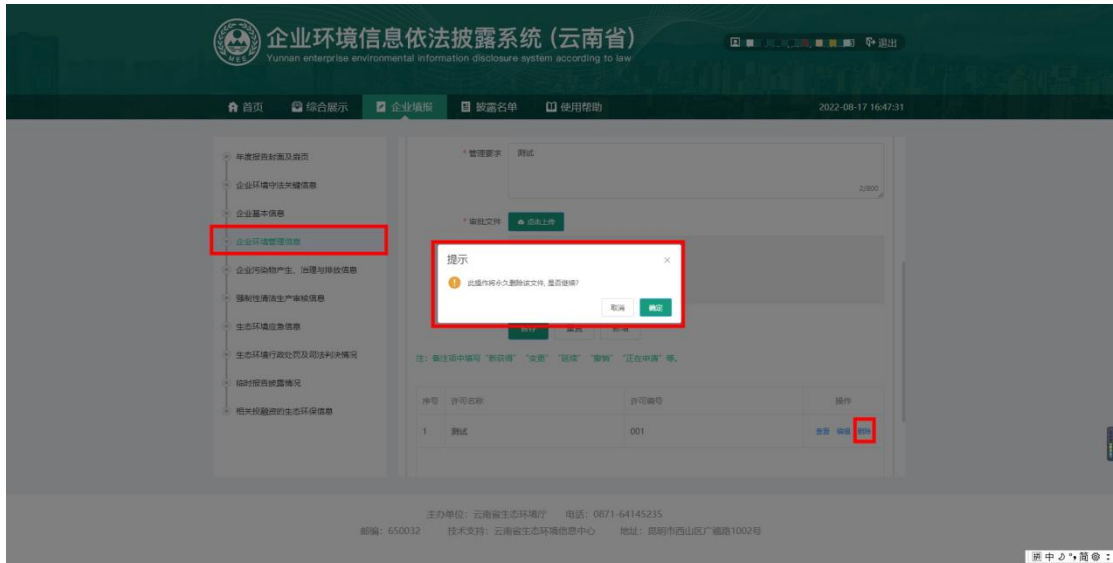 企业环境信息依法披露系统 (云南省)
Yunnan enterprise environmental information disclosure system according to law
退出
首页 综合展示 企业填报 披露名单 使用帮助 2022-08-17 16:47:31
年度报告封面及扉页
企业环境守法关键信息
企业基本信息
企业环境管理信息
企业污染物产生、治理与排放信息
强制性清洁生产审核信息
生态环境应急信息
生态环境行政处罚及司法判决情况
临时报告披露情况
相关投融资的生态环保信息
* 管理要求 测试
2/800
* 审批文件 点击上传
提示
此操作将永久删除该文件, 是否继续?
取消 确定
注：备注项中填写 "新获得" "变更" "延续" "撤销" "正在申请" 等。
序号 许可名称 许可编号 操作
1 测试 001 查看 编辑 删除
主办单位：云南省生态环境厅 电话：0871-64145235
邮编：650032 技术支持：云南省生态环境信息中心 地址：昆明市西山区广福路1002号
中 简